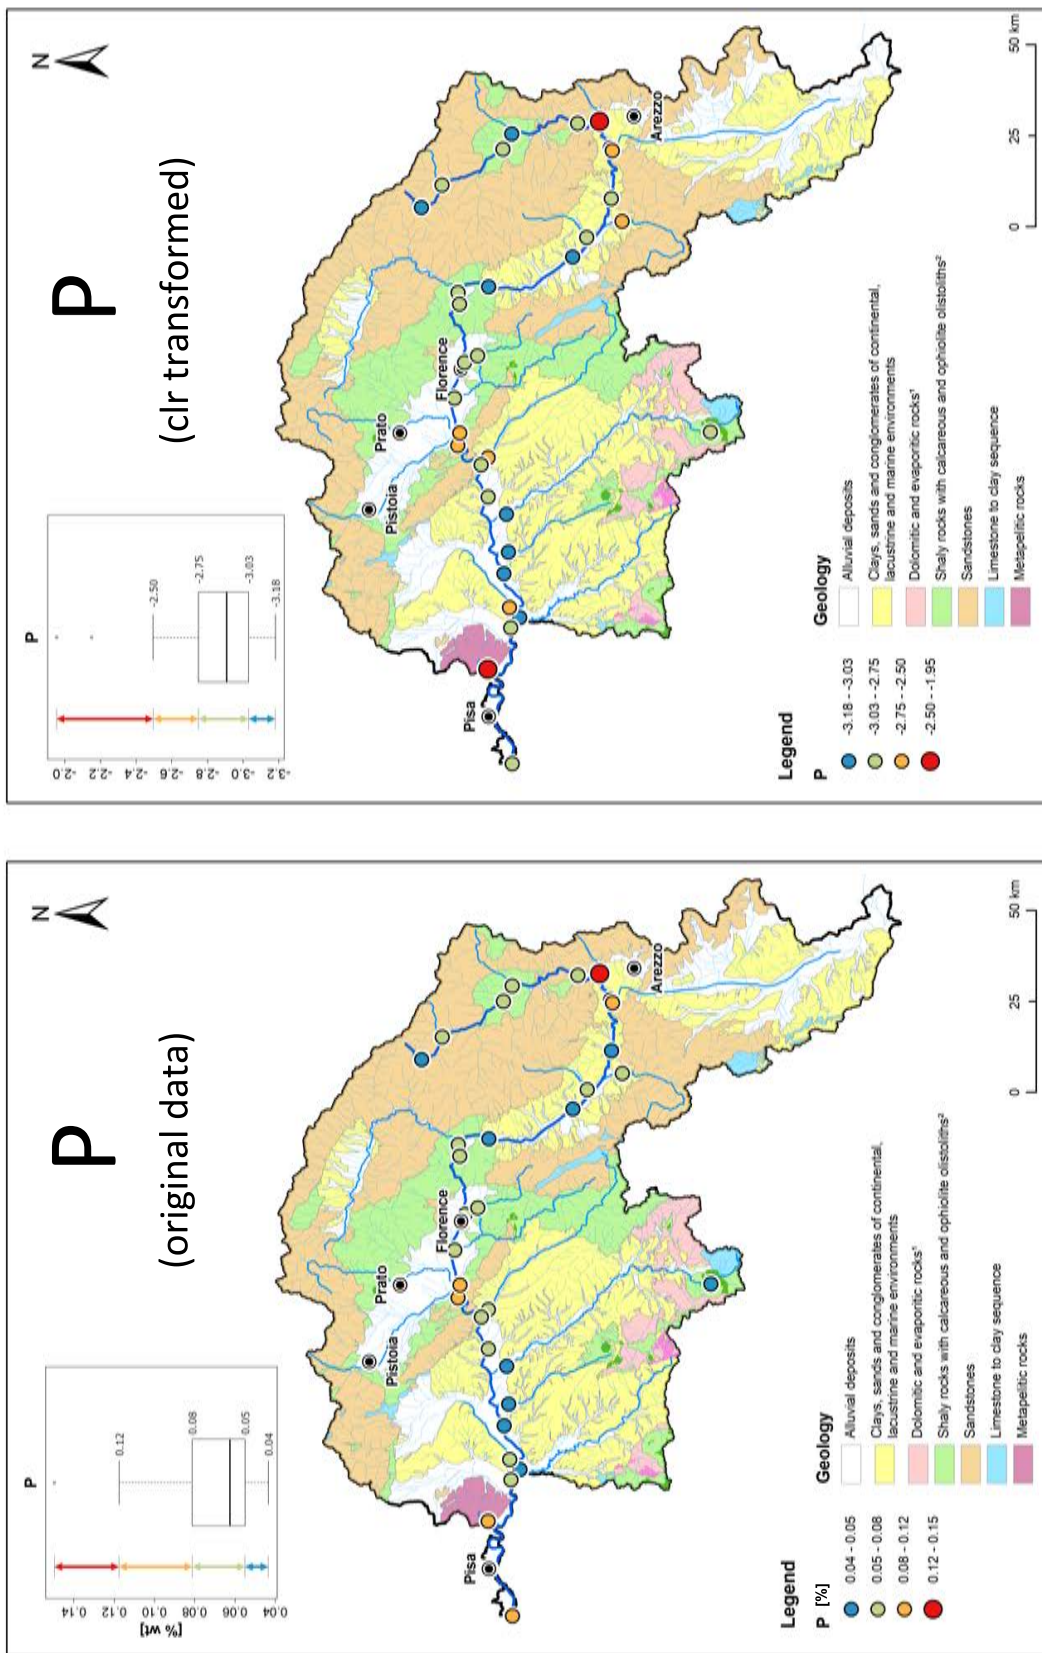 P
(original data)
N
P
0.14
0.12
0.10
0.08
0.06
0.04
[% wt]
0.12
0.08
0.05
0.04
Pistoia
Prato
Florence
Pisa
Arezzo
Legend
P [%]
0.04 - 0.05
0.05 - 0.08
0.08 - 0.12
0.12 - 0.15
Geology
Alluvial deposits
Clays, sands and conglomerates of continental,
lacustrine and marine environments
Dolomitic and evaporitic rocks¹
Shaly rocks with calcareous and ophiolite olistoliths²
Sandstones
Limestone to clay sequence
Metapelitic rocks
0 25 50 km
P
(clr transformed)
N
P
-2.0
-2.2
-2.4
-2.6
-2.8
-3.0
-3.2
-2.50
-2.75
-3.03
-3.18
Pistoia
Prato
Florence
Pisa
Arezzo
Legend
P
-3.18 - -3.03
-3.03 - -2.75
-2.75 - -2.50
-2.50 - -1.95
Geology
Alluvial deposits
Clays, sands and conglomerates of continental,
lacustrine and marine environments
Dolomitic and evaporitic rocks¹
Shaly rocks with calcareous and ophiolite olistoliths²
Sandstones
Limestone to clay sequence
Metapelitic rocks
0 25 50 km